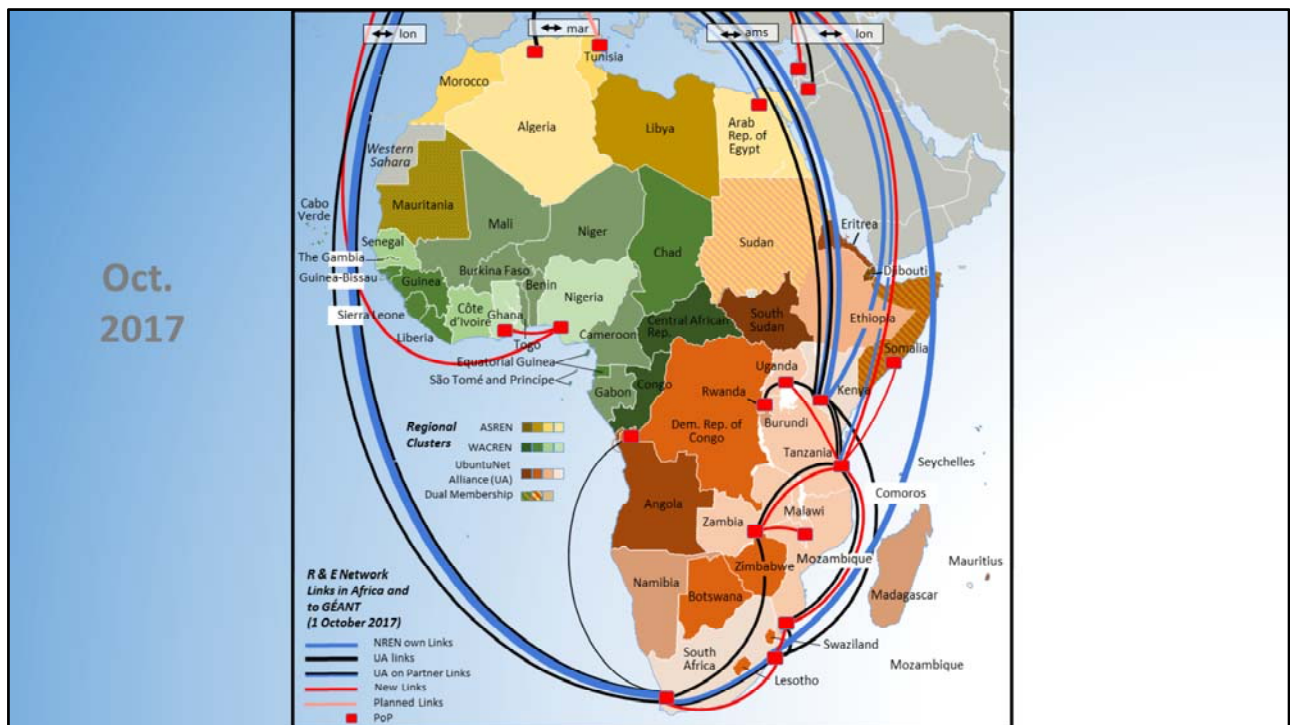 Oct.
2017
lon
mar
ams
lon
Tunisia
Morocco
Algeria
Libya
Arab
Rep. of
Egypt
Western
Sahara
Mauritania
Cabo
Verde
Mali
Niger
Chad
Sudan
Eritrea
Senegal
The Gambia
Guinea-Bissau
Guinea
Burkina Faso
Benin
Nigeria
Djibouti
Sierra Leone
Côte
d'Ivoire
Ghana
Liberia
Togo
Cameroon
Central African
Rep.
South
Sudan
Ethiopia
Somalia
Equatorial Guinea
São Tomé and Principe
Gabon
Congo
Uganda
Rwanda
Kenya
Burundi
Dem. Rep. of
Congo
Tanzania
Seychelles
Regional
Clusters
ASREN
WACREN
UbuntuNet
Alliance (UA)
Dual Membership
Comoros
Angola
Zambia
Malawi
Mozambique
Zimbabwe
Mauritius
Madagascar
Namibia
Botswana
Swaziland
South
Africa
Lesotho
Mozambique
R & E Network
Links in Africa and
to GÉANT
(1 October 2017)
NREN own Links
UA links
UA on Partner Links
New Links
Planned Links
PoP